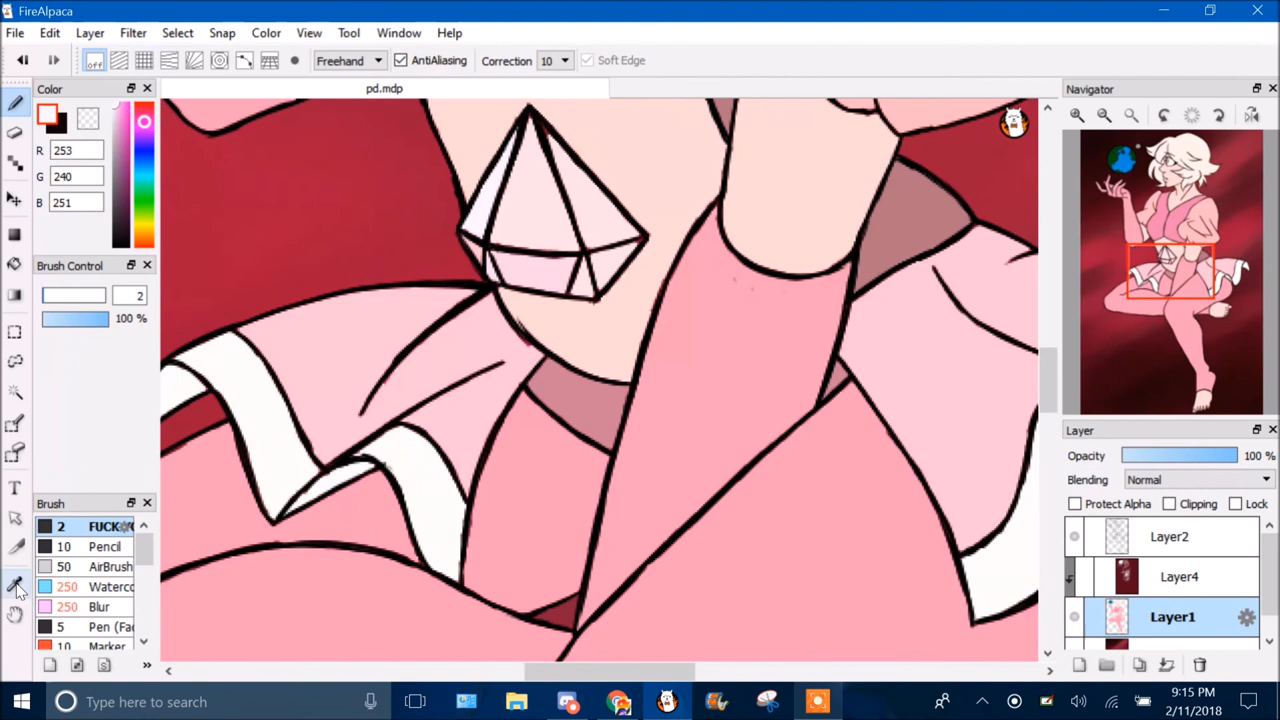 FireAlpaca
File Edit Layer Filter Select Snap Color View Tool Window Help
off Freehand AntiAliasing Correction 10 Soft Edge
pd.mdp
Color
R 253
G 240
B 251
Brush Control
2
100 %
Brush
2 FUCK
10 Pencil
50 AirBrush
250 Waterco
250 Blur
5 Pen (Fac
10 Marker
Navigator
Layer
Opacity 100 %
Blending Normal
Protect Alpha Clipping Lock
Layer2
Layer4
Layer1
Type here to search
9:15 PM
2/11/2018